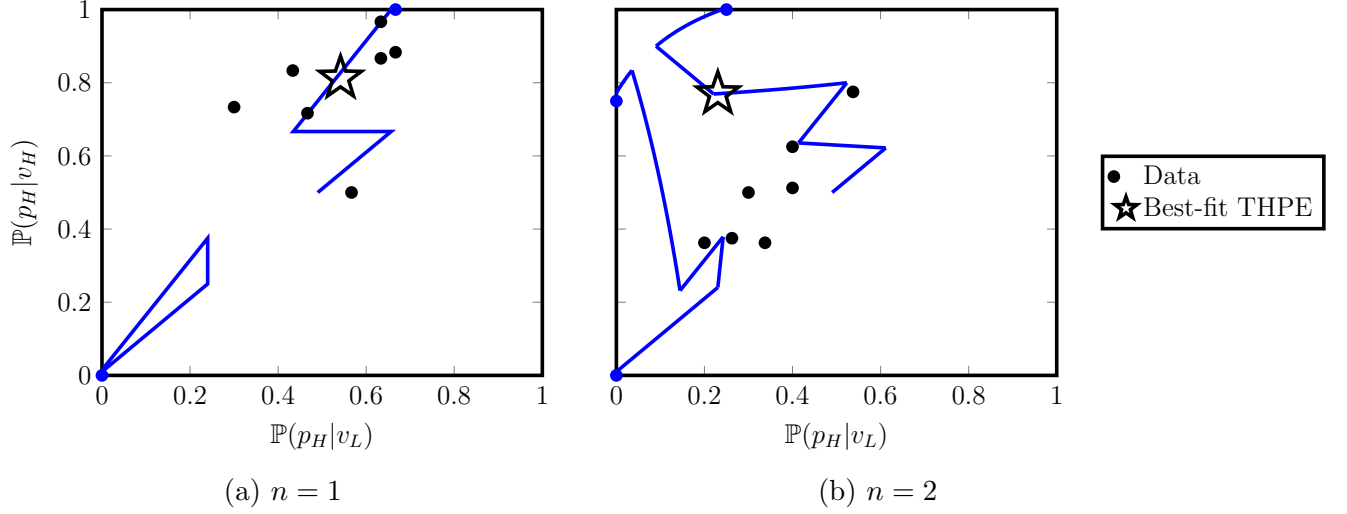 1
0.8
0.6
0.4
0.2
0
ℙ(p_H|v_H)
0 0.2 0.4 0.6 0.8 1
ℙ(p_H|v_L)
(a) n = 1
0 0.2 0.4 0.6 0.8 1
ℙ(p_H|v_L)
(b) n = 2
Data
Best-fit THPE